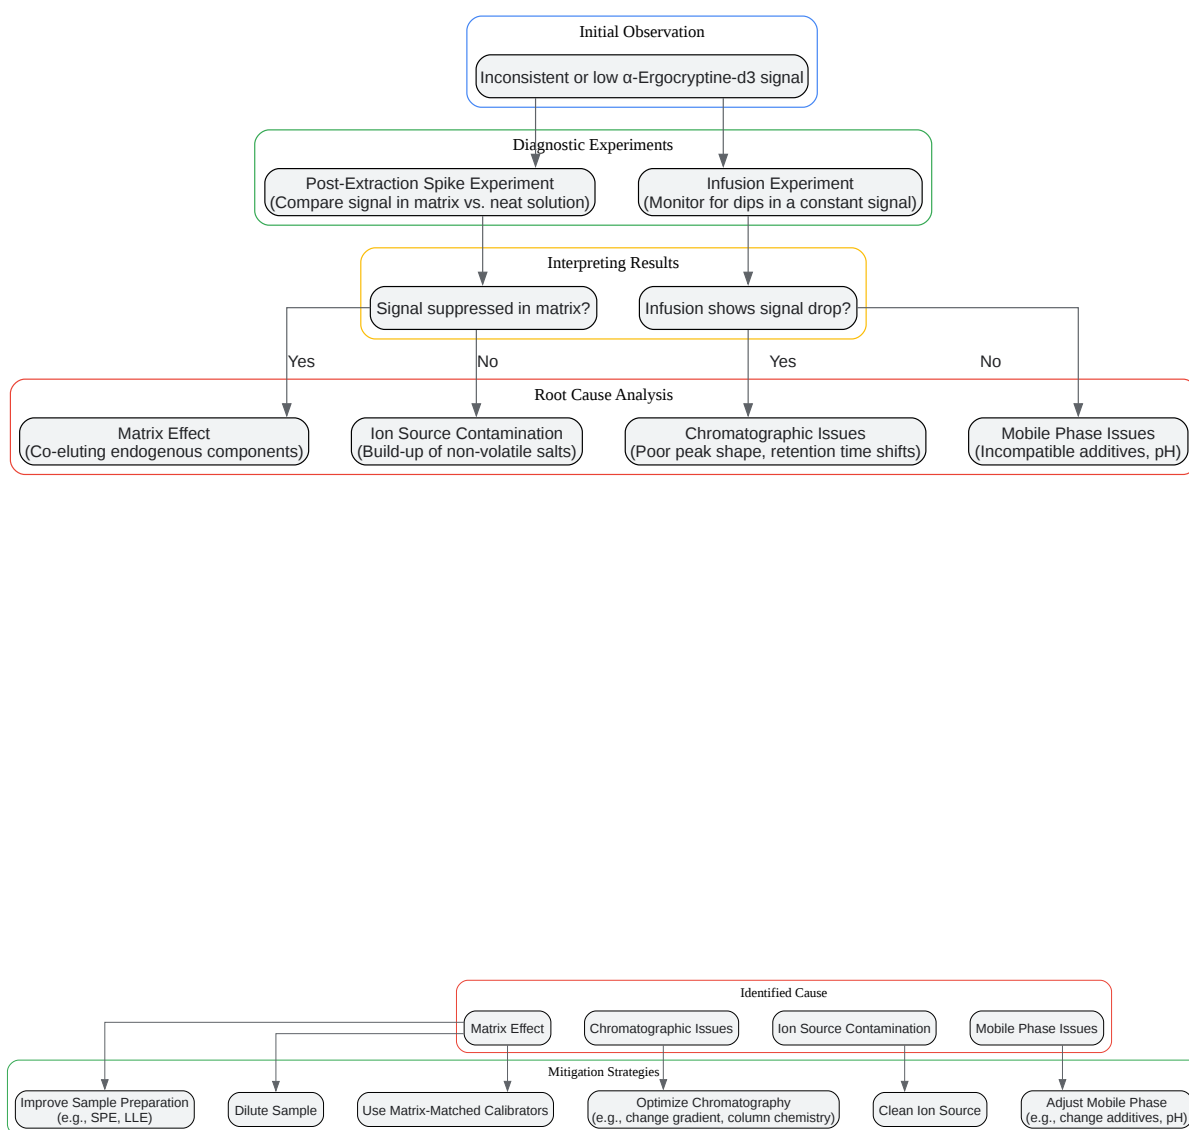 Initial Observation
Inconsistent or low α-Ergocryptine-d3 signal
Diagnostic Experiments
Post-Extraction Spike Experiment
(Compare signal in matrix vs. neat solution)
Infusion Experiment
(Monitor for dips in a constant signal)
Interpreting Results
Signal suppressed in matrix?
Infusion shows signal drop?
Yes
No
Yes
No
Root Cause Analysis
Matrix Effect
(Co-eluting endogenous components)
Ion Source Contamination
(Build-up of non-volatile salts)
Chromatographic Issues
(Poor peak shape, retention time shifts)
Mobile Phase Issues
(Incompatible additives, pH)
Identified Cause
Matrix Effect
Chromatographic Issues
Ion Source Contamination
Mobile Phase Issues
Mitigation Strategies
Improve Sample Preparation
(e.g., SPE, LLE)
Dilute Sample
Use Matrix-Matched Calibrators
Optimize Chromatography
(e.g., change gradient, column chemistry)
Clean Ion Source
Adjust Mobile Phase
(e.g., change additives, pH)